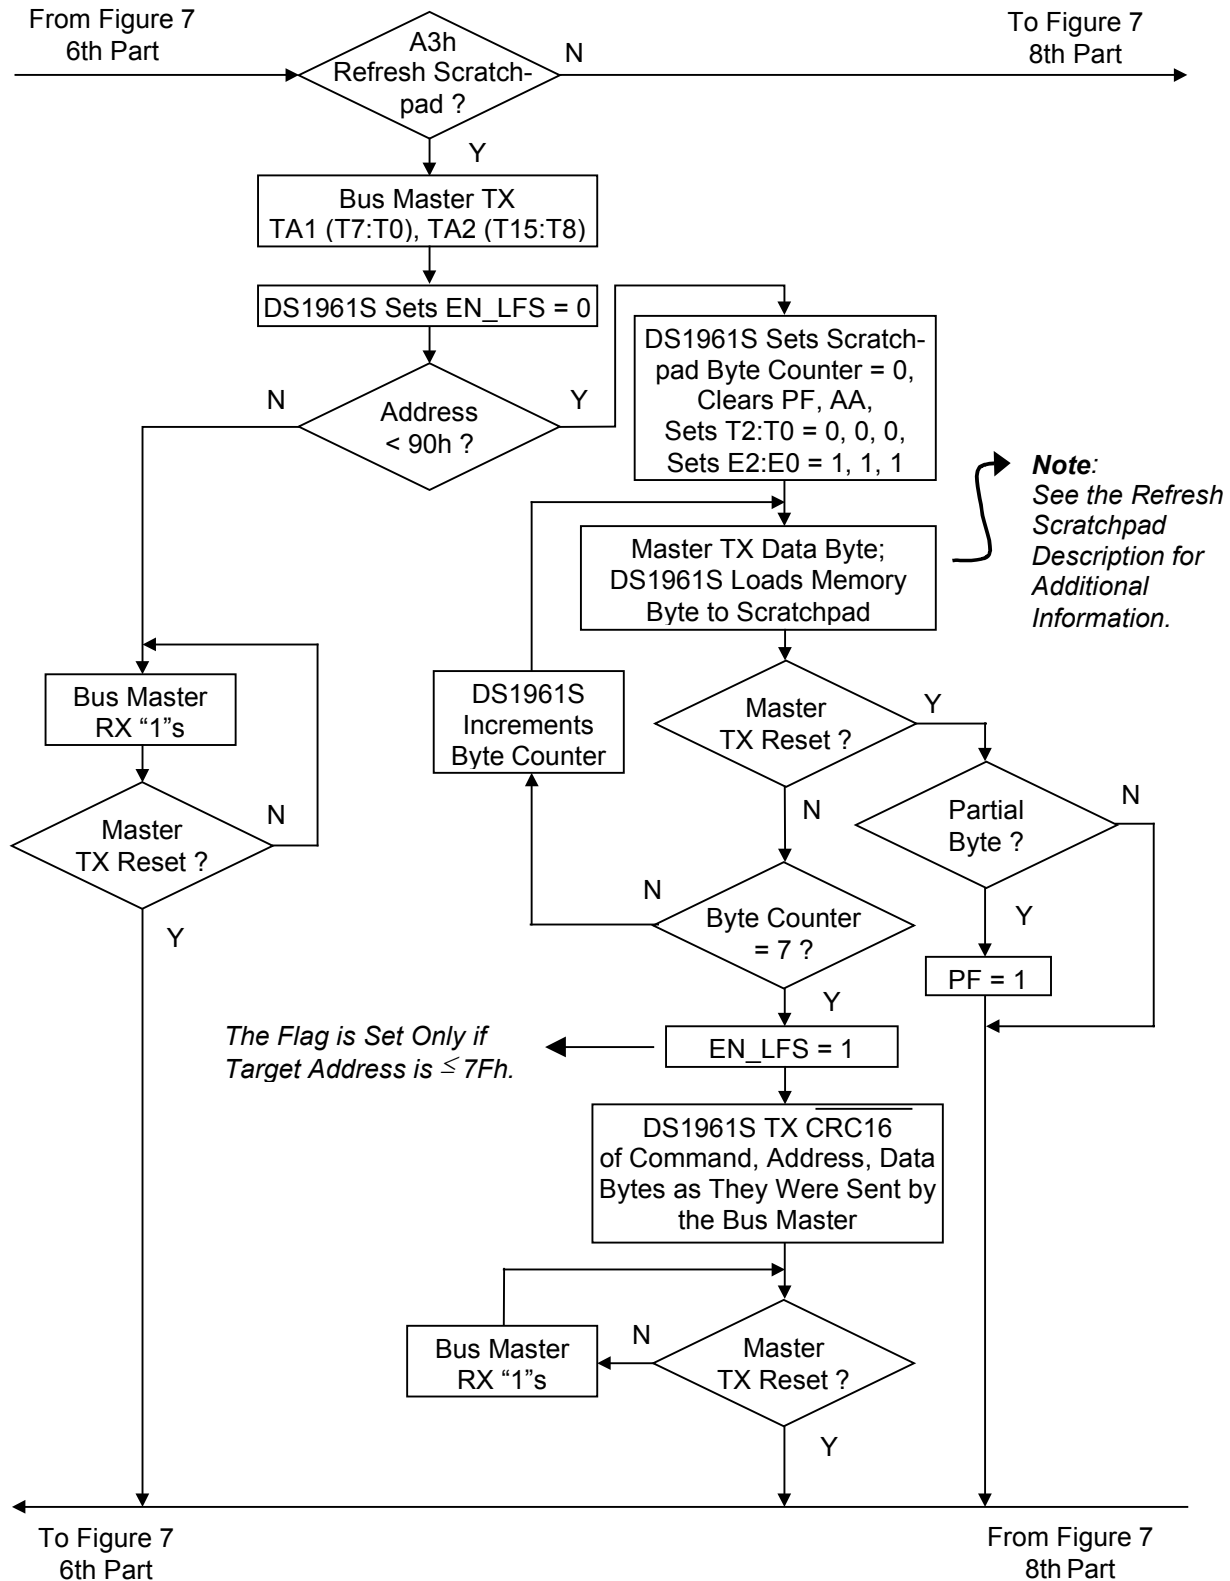 From Figure 7
6th Part
To Figure 7
8th Part
A3h
Refresh Scratch-
pad ?
N
Y
Bus Master TX
TA1 (T7:T0), TA2 (T15:T8)
DS1961S Sets EN_LFS = 0
Address
< 90h ?
N
Y
DS1961S Sets Scratch-
pad Byte Counter = 0,
Clears PF, AA,
Sets T2:T0 = 0, 0, 0,
Sets E2:E0 = 1, 1, 1
Note:
See the Refresh
Scratchpad
Description for
Additional
Information.
Master TX Data Byte;
DS1961S Loads Memory
Byte to Scratchpad
Bus Master
RX “1”s
DS1961S
Increments
Byte Counter
Master
TX Reset ?
Y
N
Partial
Byte ?
N
Y
Master
TX Reset ?
N
Y
Byte Counter
= 7 ?
N
Y
PF = 1
The Flag is Set Only if
Target Address is ≤ 7Fh.
EN_LFS = 1
DS1961S TX CRC16
of Command, Address, Data
Bytes as They Were Sent by
the Bus Master
Bus Master
RX “1”s
N
Master
TX Reset ?
Y
To Figure 7
6th Part
From Figure 7
8th Part